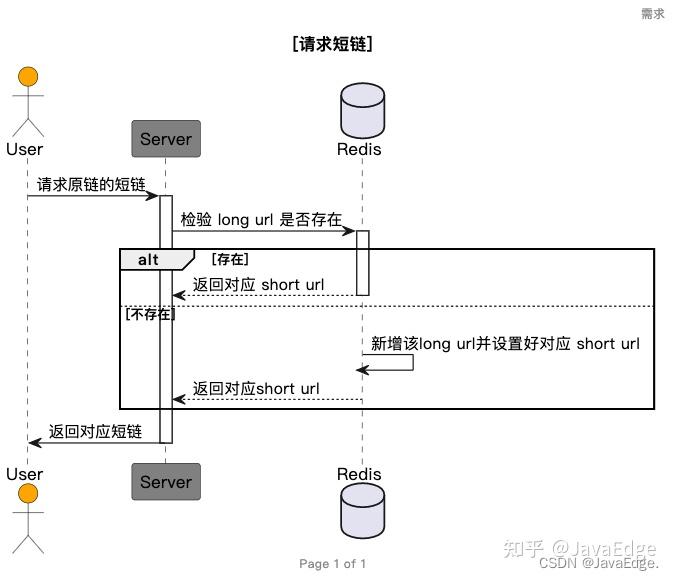 需求
[请求短链]
User
Server
Redis
请求原链的短链
检验 long url 是否存在
alt
[存在]
返回对应 short url
[不存在]
新增该long url并设置好对应 short url
返回对应short url
返回对应短链
User
Server
Redis
知乎 @JavaEdge
Page 1 of 1
CSDN @JavaEdge.